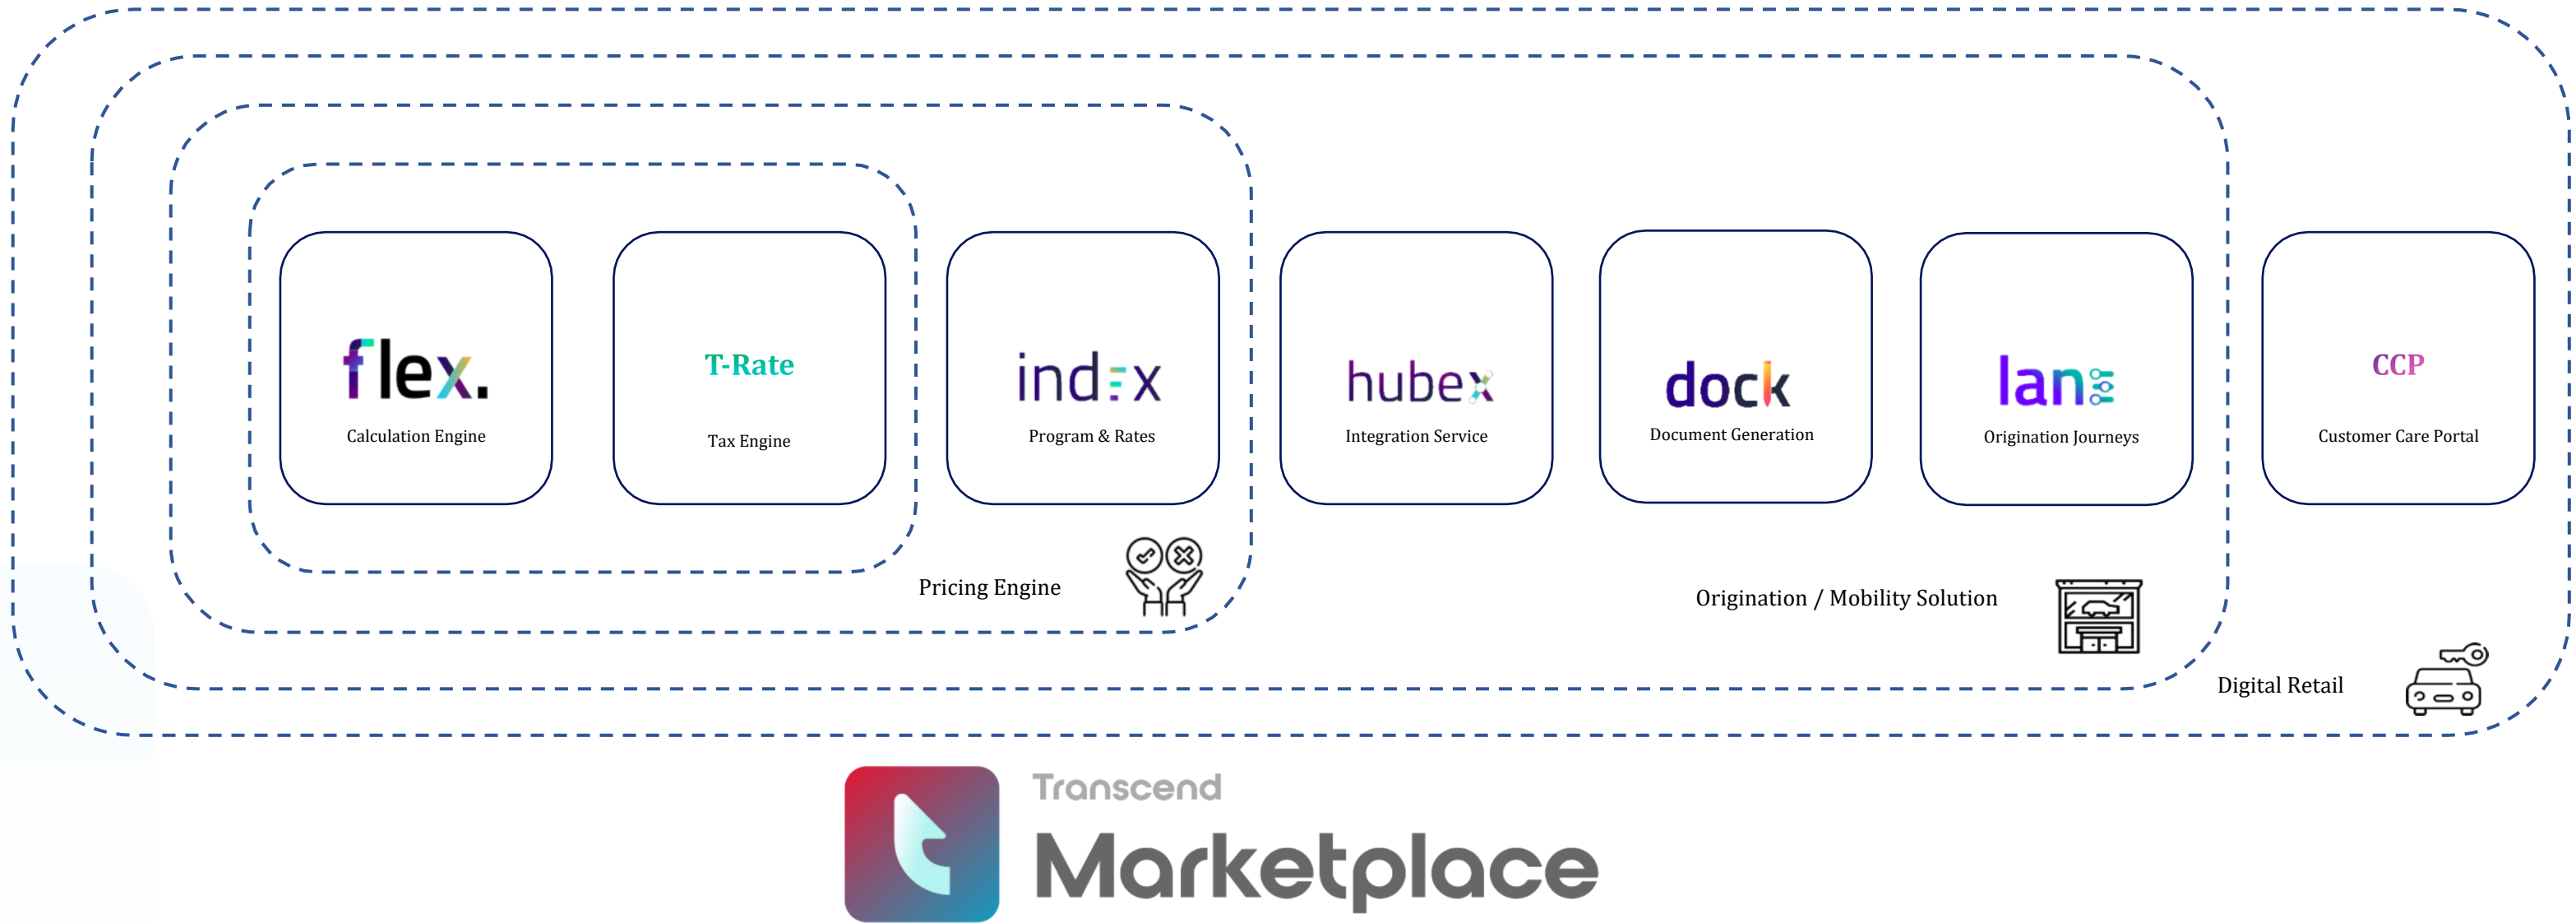 flex.
Calculation Engine
T-Rate
Tax Engine
index
Program & Rates
hubex
Integration Service
dock
Document Generation
lane
Origination Journeys
CCP
Customer Care Portal
Pricing Engine
Origination / Mobility Solution
Digital Retail
Transcend
Marketplace